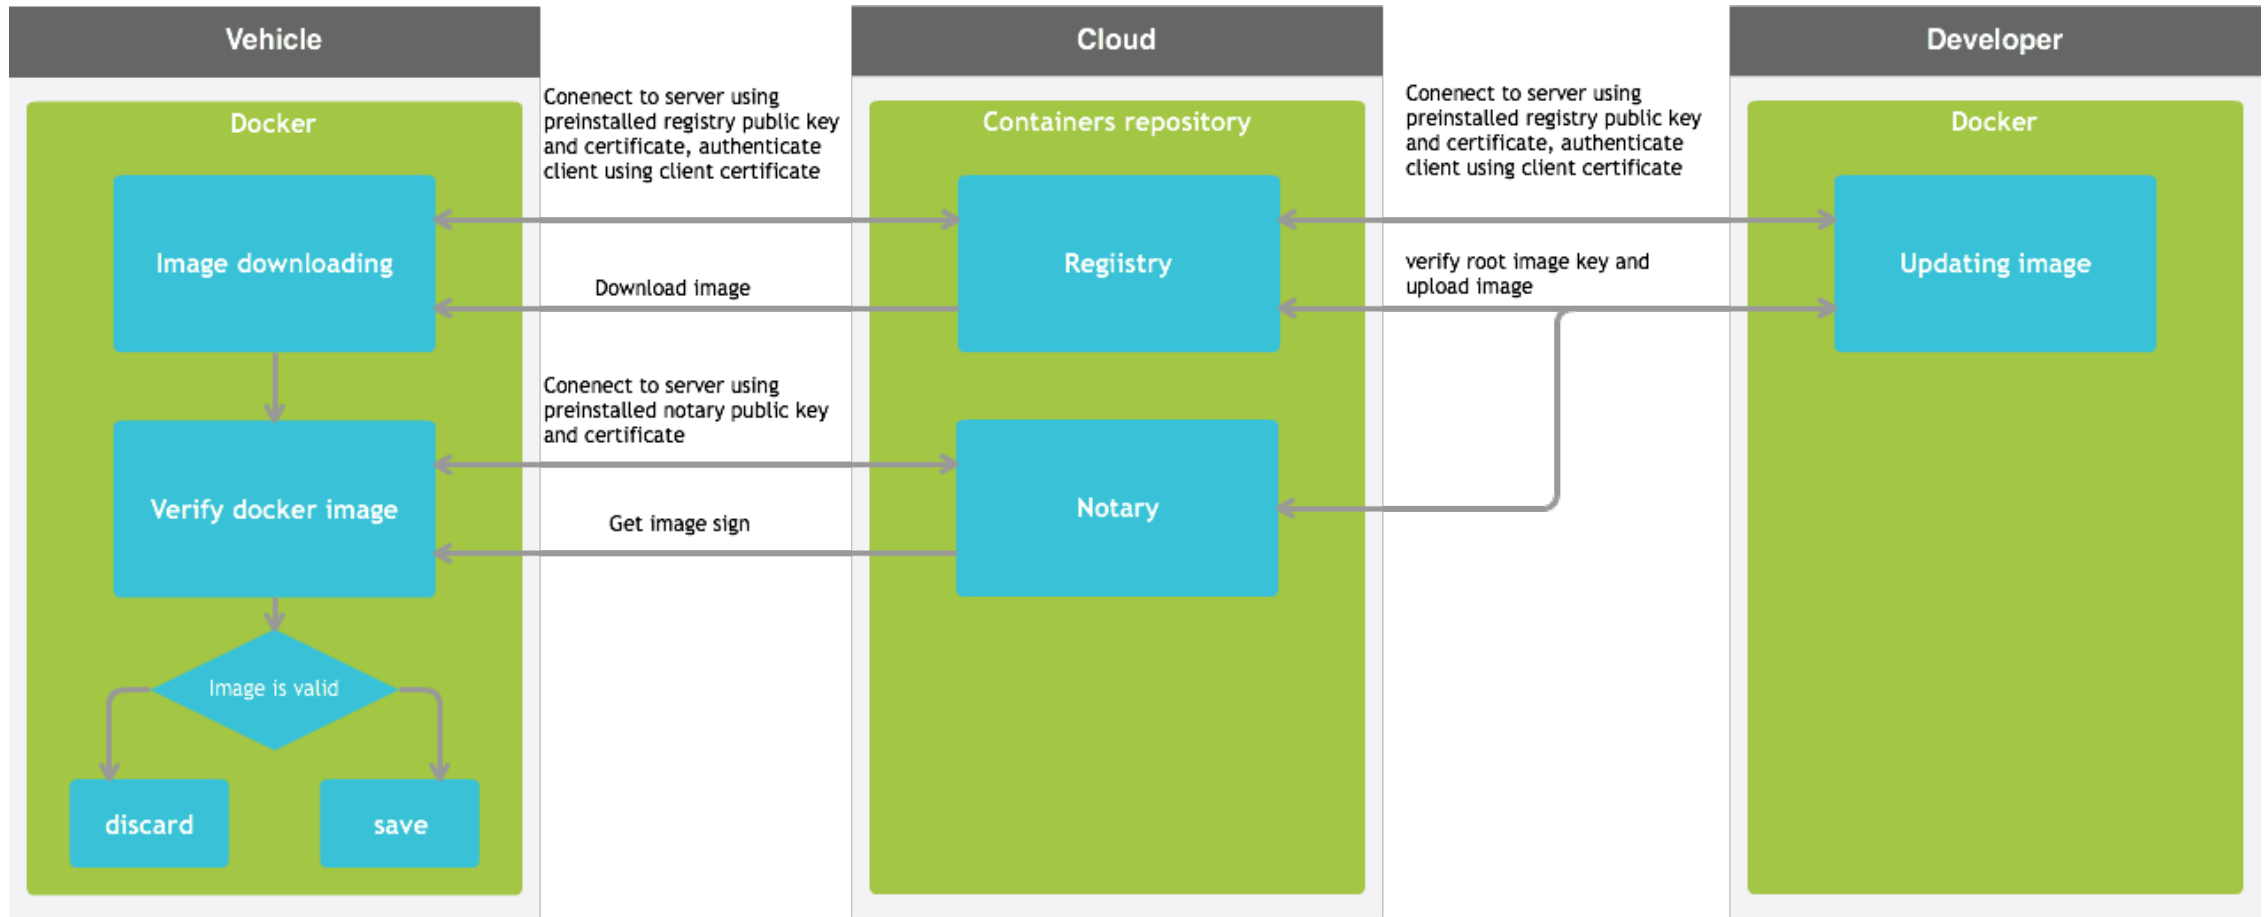 Vehicle
Cloud
Developer
Docker
Conenect to server using
preinstalled registry public key
and certificate, authenticate
client using client certificate
Containers repository
Conenect to server using
preinstalled registry public key
and certificate, authenticate
client using client certificate
Docker
Image downloading
Download image
Regiistry
verify root image key and
upload image
Updating image
Conenect to server using
preinstalled notary public key
and certificate
Verify docker image
Get image sign
Notary
Image is valid
discard
save